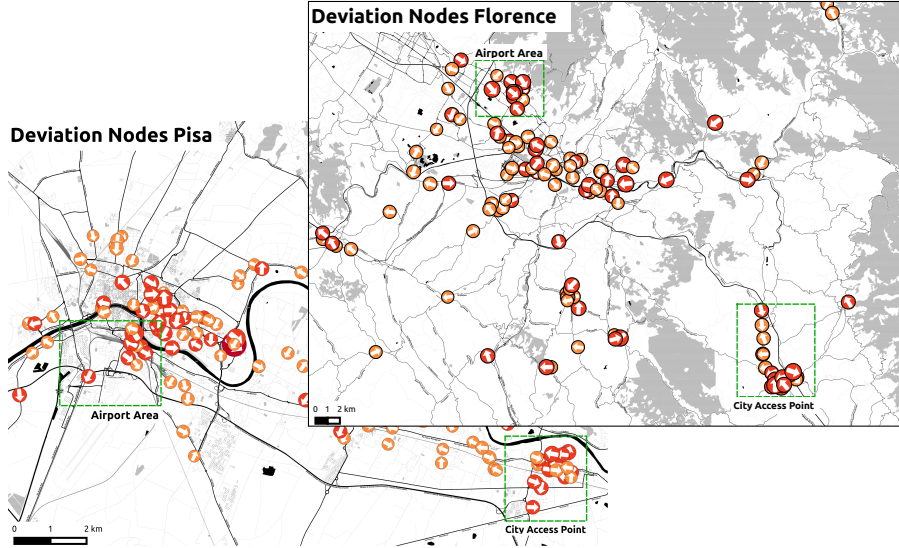 Deviation Nodes Florence
Airport Area
0 1 2 km
City Access Point
Deviation Nodes Pisa
Airport Area
0 1 2 km
City Access Point